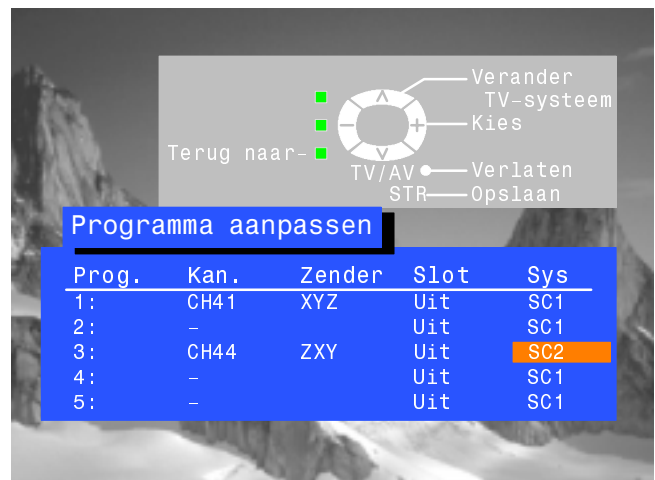 Verander
TV-systeem
Kies
Terug naar-
TV/AV Verlaten
STR Opslaan
Programma aanpassen
Prog. Kan. Zender Slot Sys
1: CH41 XYZ Uit SC1
2: - Uit SC1
3: CH44 ZXY Uit SC2
4: - Uit SC1
5: - Uit SC1